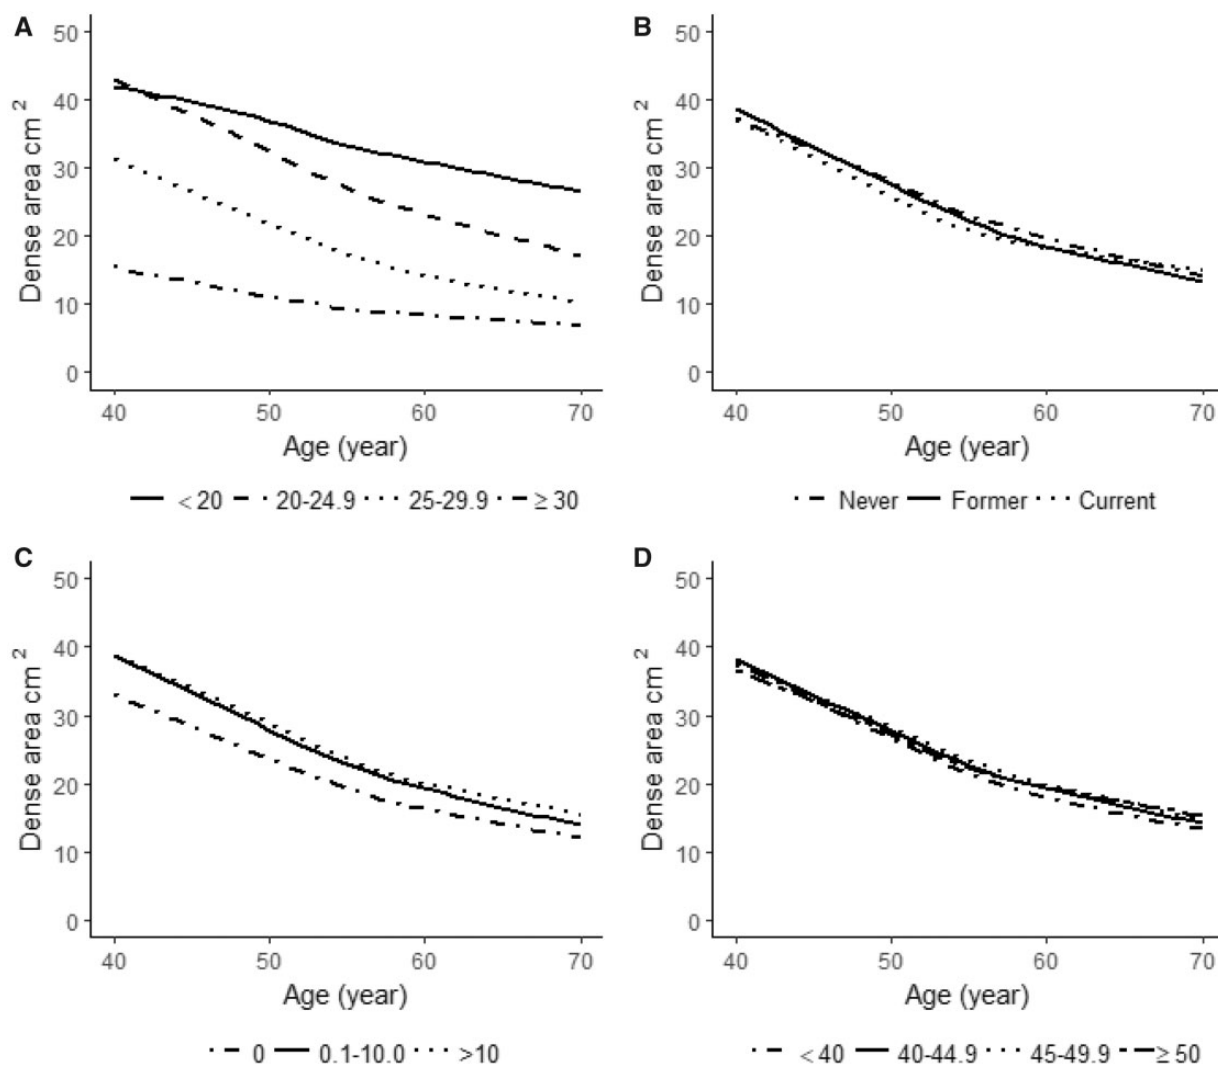 A
B
50
40
30
20
10
0
Dense area cm 2
40 50 60 70
Age (year)
< 20 20-24.9 25-29.9 ≥ 30
50
40
30
20
10
0
Dense area cm 2
40 50 60 70
Age (year)
Never Former Current
C
D
50
40
30
20
10
0
Dense area cm 2
40 50 60 70
Age (year)
0 0.1-10.0 >10
50
40
30
20
10
0
Dense area cm 2
40 50 60 70
Age (year)
< 40 40-44.9 45-49.9 ≥ 50